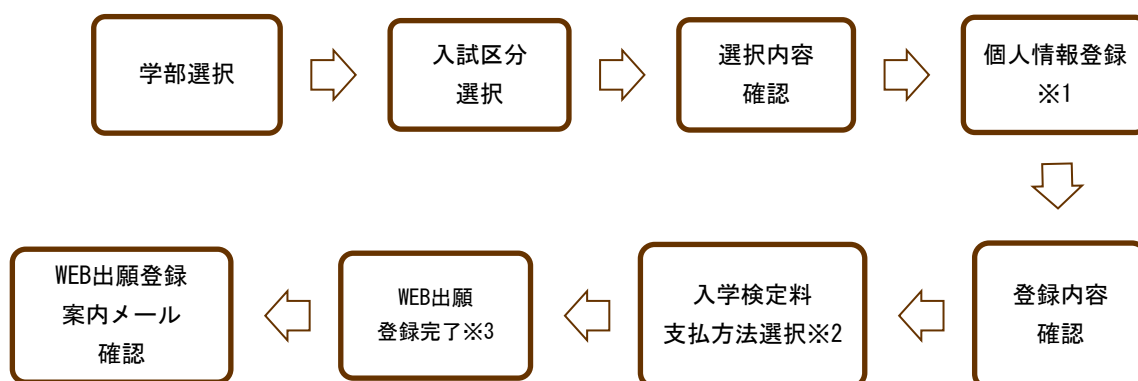 学部選択
入試区分
選択
選択内容
確認
個人情報登録
※1
登録内容
確認
入学検定料
支払方法選択※2
WEB出願
登録完了※3
WEB出願登録
案内メール
確認